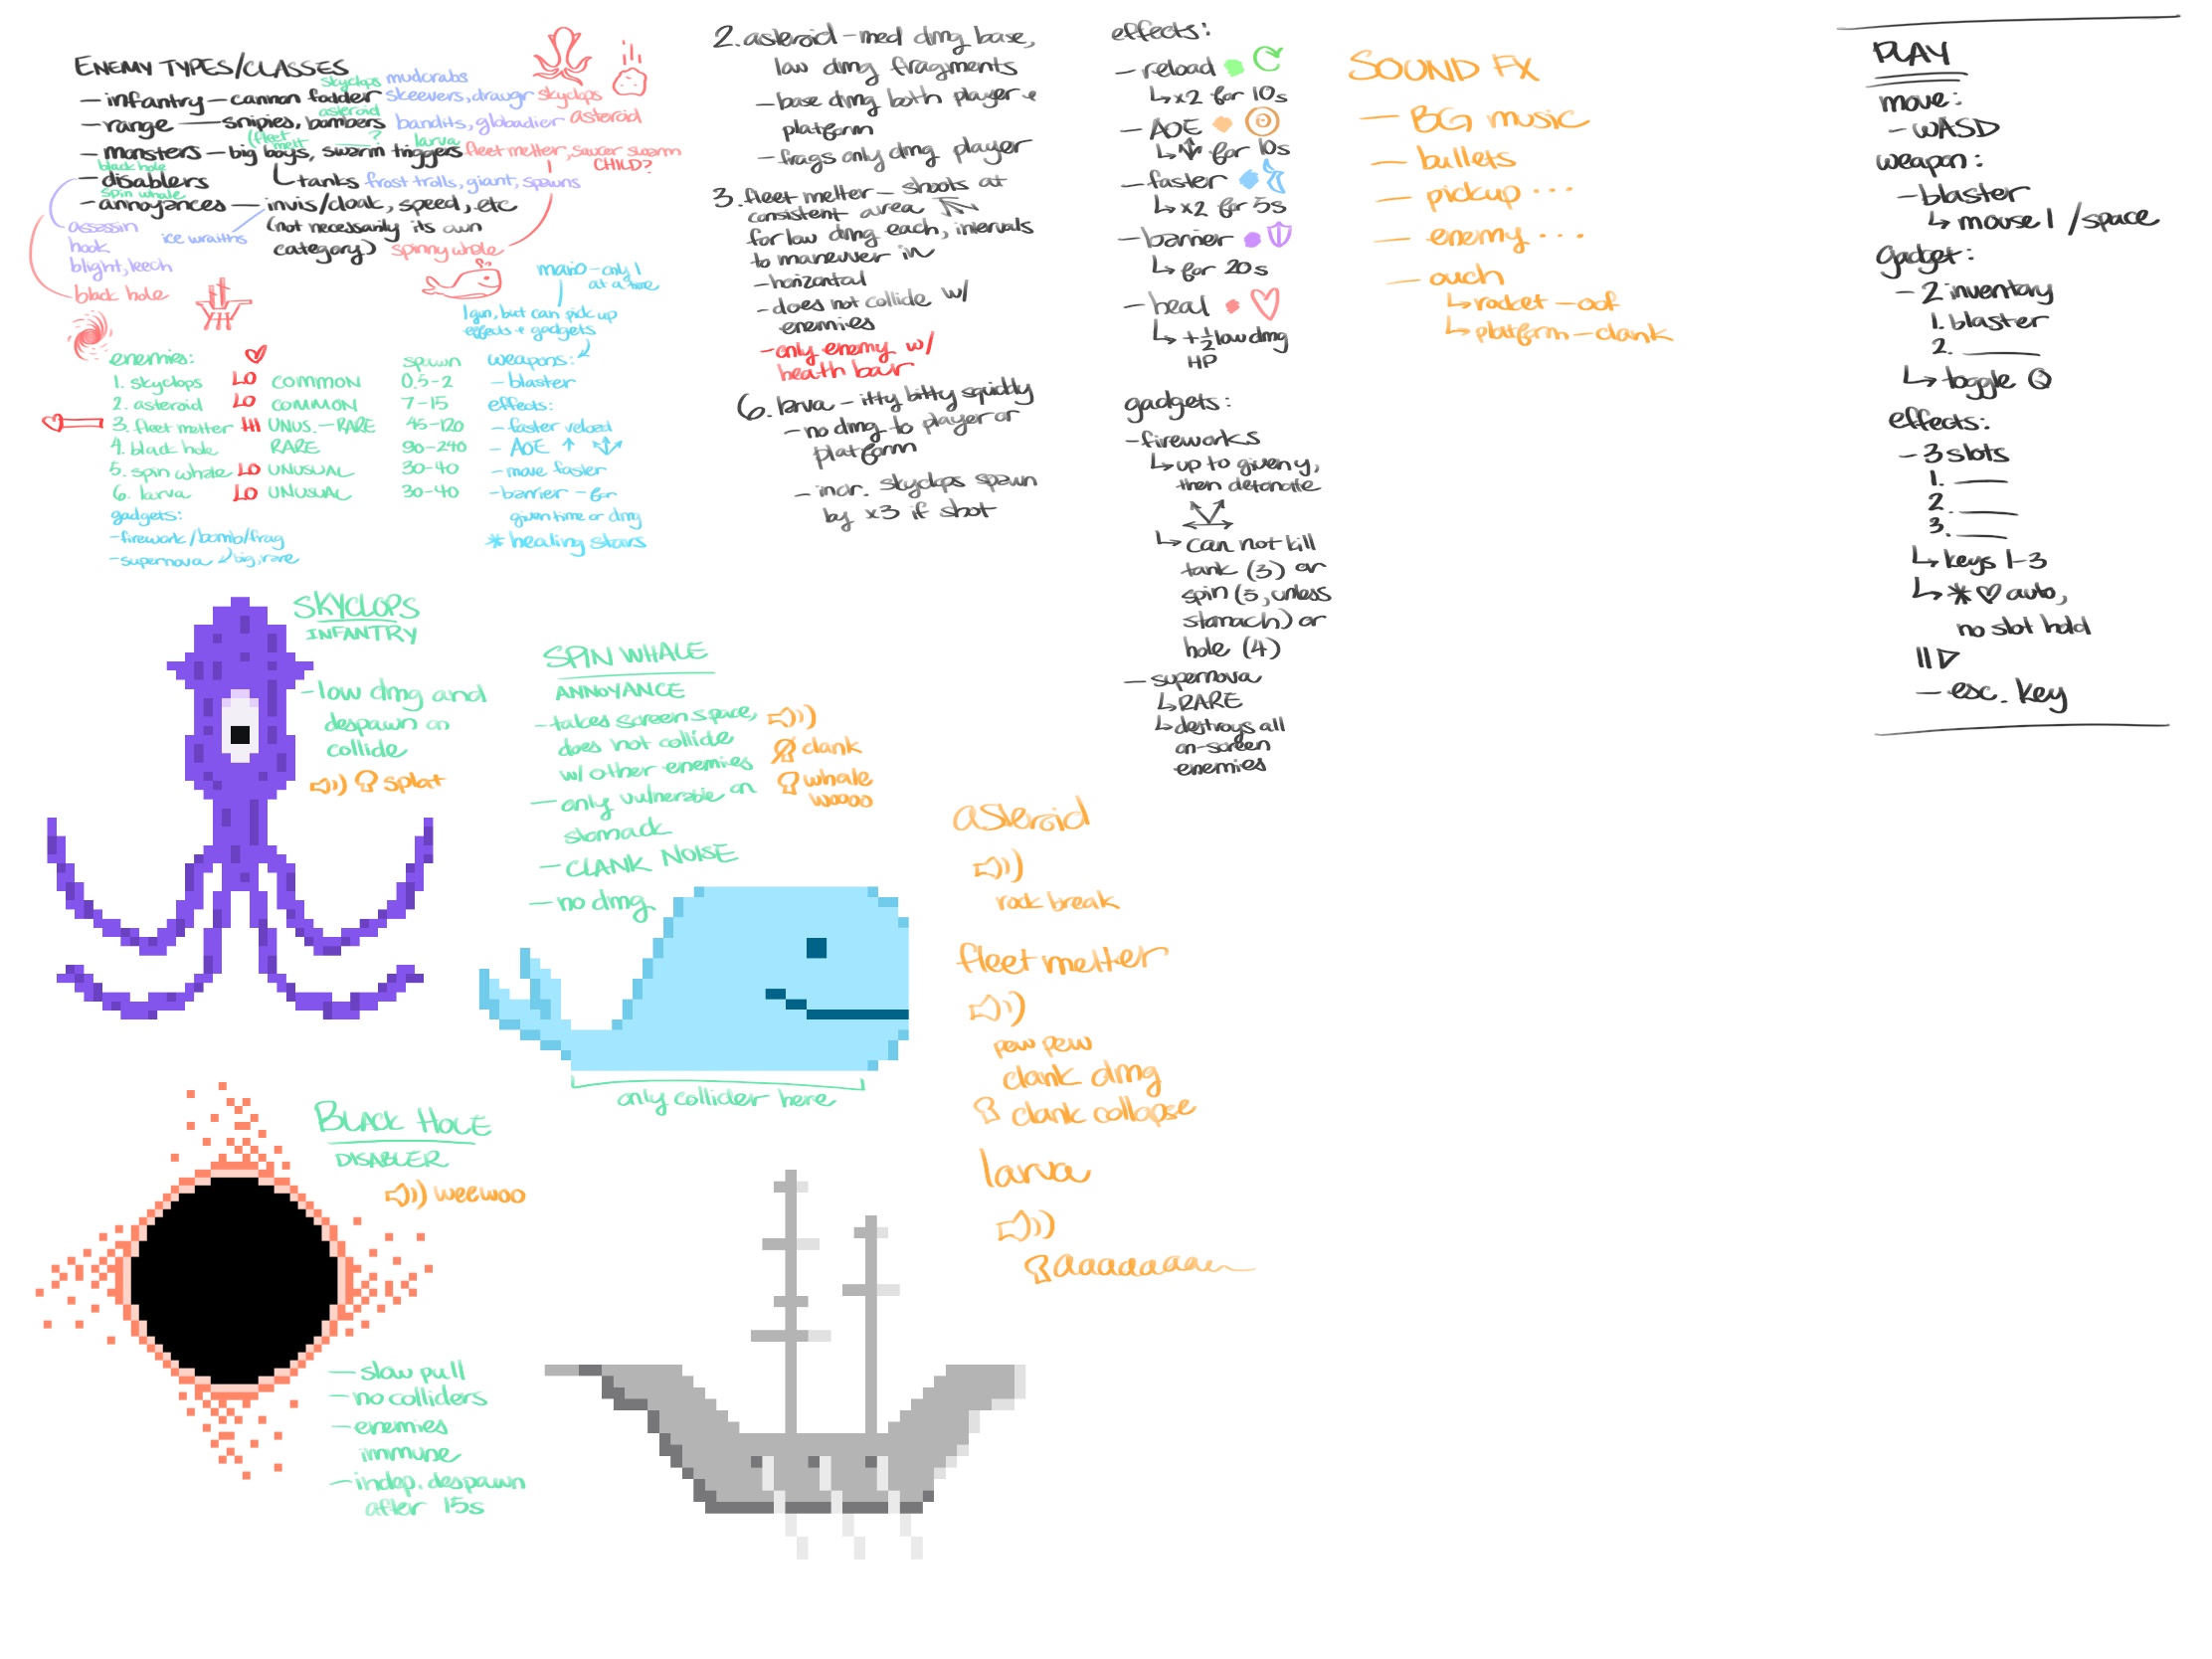 ENEMY TYPES/CLASSES
skyclops mudcrabs
- infantry - cannon fodder skeevers, draugr skyclops
asteroid
- range - snipies, bombers bandits, globadier asteroid
(fleet melt ? larva
- monsters - big boys, swarm triggers fleet melter, saucer swarm
CHILD?
black hole
- disablers ↳ tanks frost trolls, giant, spawns
spin whale
- annoyances - invis/cloak, speed, etc
(not necessarily its own
category)
assassin
hook
blight, leech
ice wraiths
spinny whale
black hole
maro - only 1
at a time
1 gun, but can pick up
effects + gadgets
enemies: ♡ spawn
1. skyclops LO COMMON 0.5-2
2. asteroid LO COMMON 7-15
3. fleet melter HI UNUS.-RARE 45-120
4. black hole RARE 90-240
5. spin whale LO UNUSUAL 30-40
6. larva LO UNUSUAL 30-40
gadgets:
- firework/bomb/frag
- supernova big, rare
weapons:
- blaster
effects:
- faster reload
- AOE ↑
- move faster
- barrier - for
given time or dmg
* healing stars
2. asteroid - med dmg base,
low dmg fragments
- base dmg both player +
platform
- frags only dmg player
3. fleet melter - shoots at
consistent area
for low dmg each, intervals
to maneuver in
- horizontal
- does not collide w/
enemies
- only enemy w/
health bar
6. larva - itty bitty squiddy
- no dmg to player or
platform
- incr. skyclops spawn
by x3 if shot
effects:
- reload
↳ x2 for 10s
- AOE
↳ for 10s
- faster
↳ x2 for 5s
- barrier
↳ for 20s
- heal ♡
↳ + ½ low dmg
HP
gadgets:
- fireworks
↳ up to given y,
then detonate
↳ can not kill
tank (3) or
spin (5, unless
stomach) or
hole (4)
- supernova
↳ RARE
↳ destroys all
on-screen
enemies
SOUND FX
- BG music
- bullets
- pickup ...
- enemy ...
- ouch
↳ rocket - oof
↳ platform - clank
PLAY
move:
- WASD
weapon:
- blaster
↳ mouse 1 / space
gadget:
- 2 inventory
1. blaster
2. ____
↳ toggle Q
effects:
- 3 slots
1. ____
2. ____
3. ____
↳ keys 1-3
↳ * ♡ auto,
no slot hold
- esc. key
SKYCLOPS
INFANTRY
- low dmg and
despawn on
collide
splat
SPIN WHALE
ANNOYANCE
- takes screen space,
does not collide
w/ other enemies
- only vulnerable on
stomack
- CLANK NOISE
- no dmg
clank
whale
woooo
only collider here
BLACK HOLE
DISABLER
weewoo
- slow pull
- no colliders
- enemies
immune
- indep. despawn
after 15s
asteroid
rock break
fleet melter
pew pew
clank dmg
clank collapse
larva
aaaaaaaa